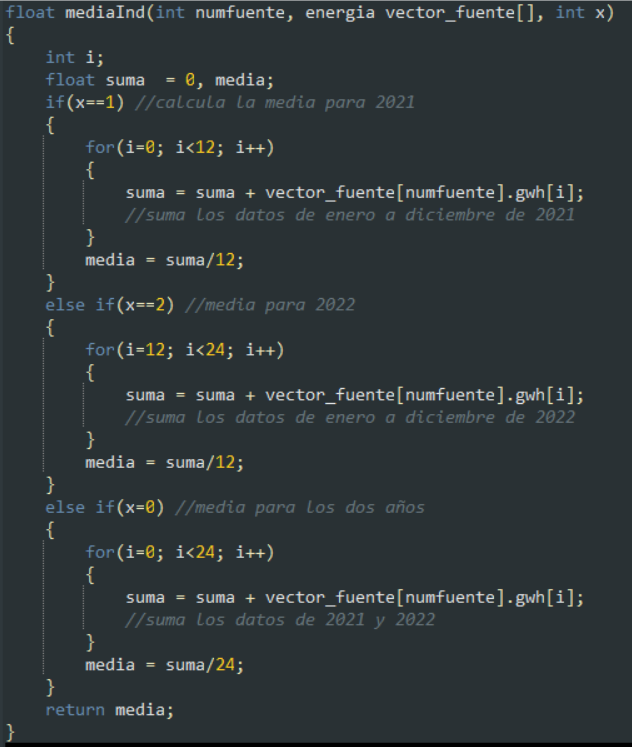 float mediaInd(int numfuente, energia vector_fuente[], int x)
{
int i;
float suma  = 0, media;
if(x==1) //calcula la media para 2021
{
for(i=0; i<12; i++)
{
suma = suma + vector_fuente[numfuente].gwh[i];
//suma los datos de enero a diciembre de 2021
}
media = suma/12;
}
else if(x==2) //media para 2022
{
for(i=12; i<24; i++)
{
suma = suma + vector_fuente[numfuente].gwh[i];
//suma los datos de enero a diciembre de 2022
}
media = suma/12;
}
else if(x=0) //media para los dos años
{
for(i=0; i<24; i++)
{
suma = suma + vector_fuente[numfuente].gwh[i];
//suma los datos de 2021 y 2022
}
media = suma/24;
}
return media;
}